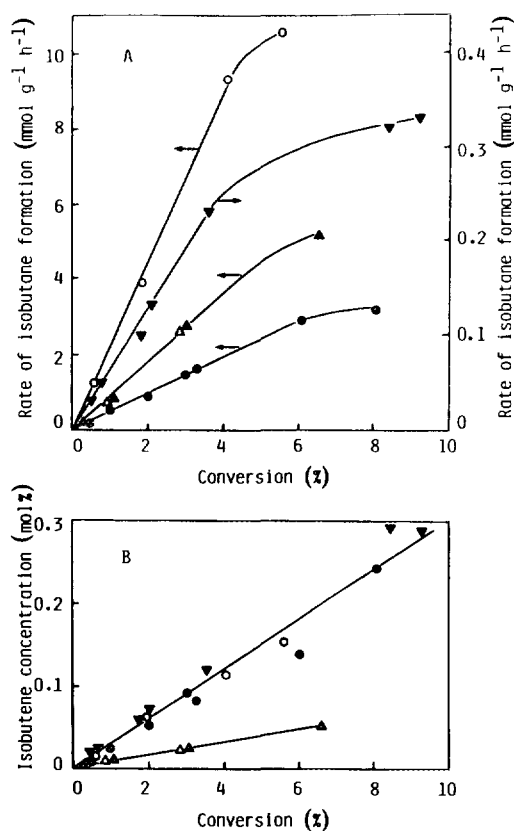 A
Rate of isobutane formation (mmol g⁻¹ h⁻¹)
10
8
6
4
2
0
0.4
0.3
0.2
0.1
0
Rate of isobutane formation (mmol g⁻¹ h⁻¹)
0 2 4 6 8 10
Conversion (%)
B
Isobutene concentration (mol%)
0.3
0.2
0.1
0
0 2 4 6 8 10
Conversion (%)